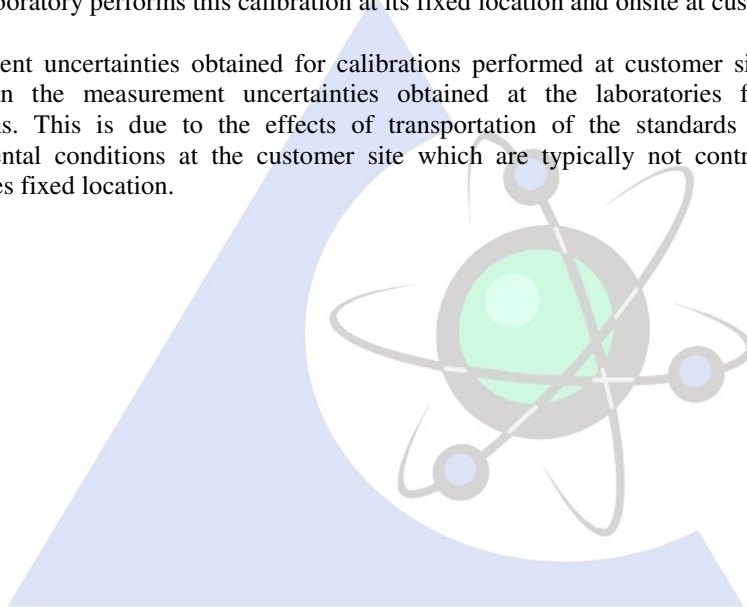 oratory performs this calibration at its fixed location and onsite at cus
ent uncertainties obtained for calibrations performed at customer si
n the measurement uncertainties obtained at the laboratories f
s. This is due to the effects of transportation of the standards
ental conditions at the customer site which are typically not contr
es fixed location.